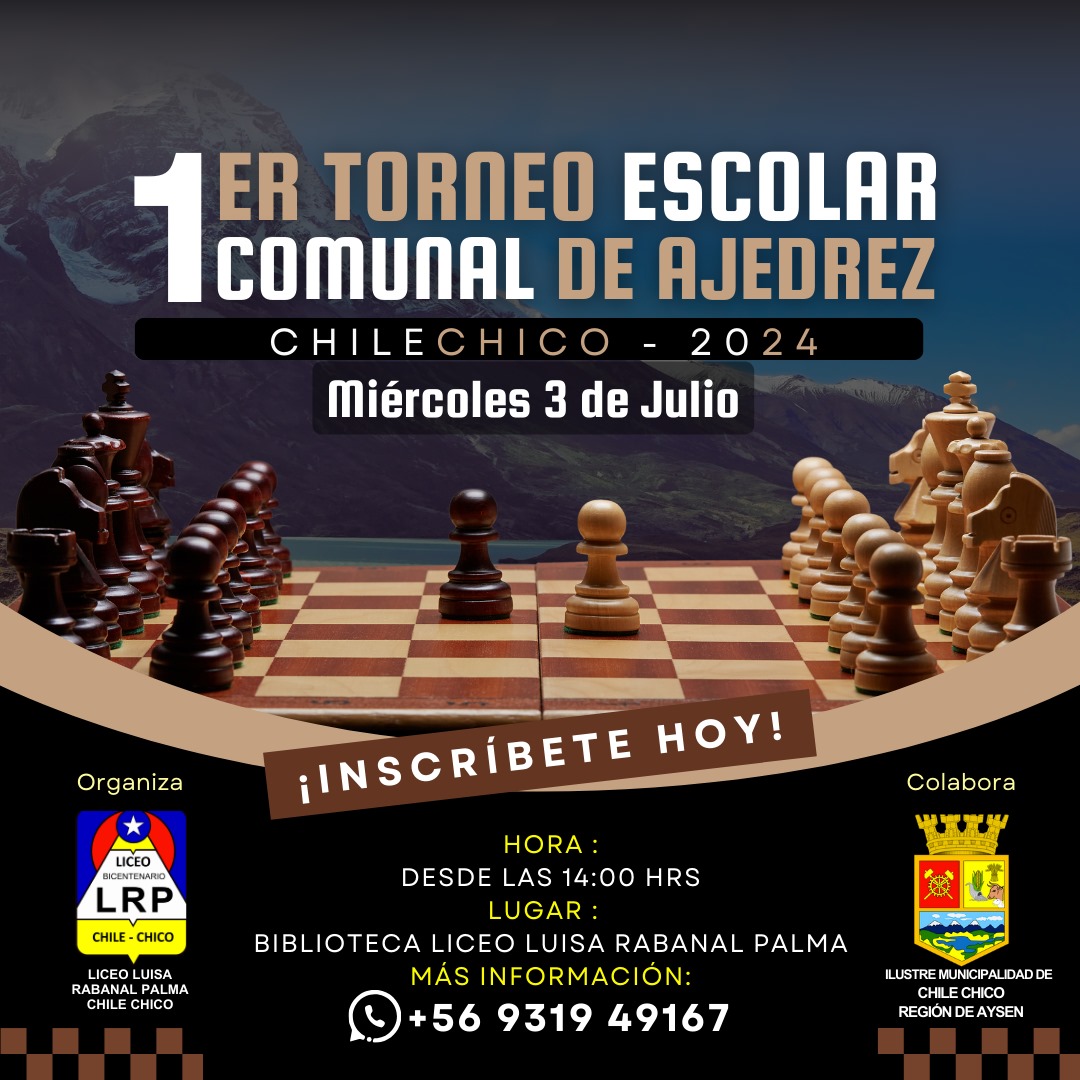 1ER TORNEO ESCOLAR
COMUNAL DE AJEDREZ
CHILECHICO - 2024
Miércoles 3 de Julio
¡INSCRÍBETE HOY!
Organiza
LICEO
BICENTENARIO
LRP
CHILE - CHICO
LICEO LUISA
RABANAL PALMA
CHILE CHICO
HORA :
DESDE LAS 14:00 HRS
LUGAR :
BIBLIOTECA LICEO LUISA RABANAL PALMA
MÁS INFORMACIÓN:
+56 9319 49167
Colabora
ILUSTRE MUNICIPALIDAD DE
CHILE CHICO
REGIÓN DE AYSEN